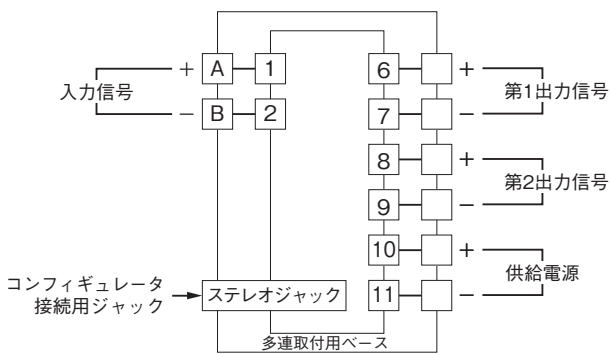 入力信号
+ A 1
− B 2
6 +
7 −
第1出力信号
8 +
9 −
第2出力信号
10 +
11 −
供給電源
コンフィギュレータ
接続用ジャック
ステレオジャック
多連取付用ベース